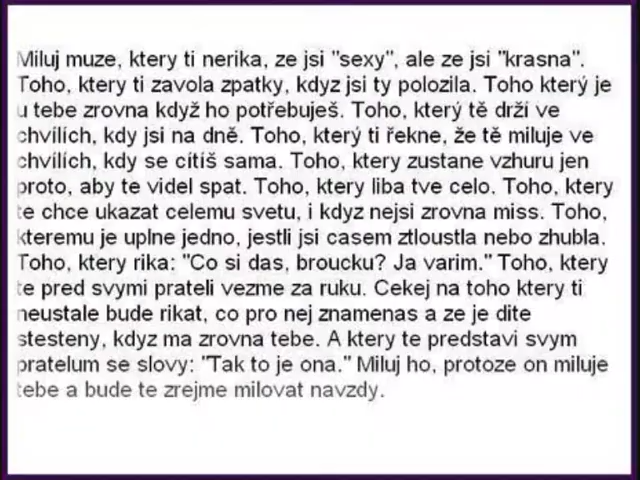 Miluj muze, ktery ti nerika, ze jsi "sexy", ale ze jsi "krasna".
Toho, ktery ti zavola zpatky, kdyz jsi ty polozila. Toho který je
u tebe zrovna když ho potřebuješ. Toho, který tě drží ve
chvílích, kdy jsi na dně. Toho, který ti řekne, že tě miluje ve
chvílích, kdy se cítíš sama. Toho, ktery zustane vzhuru jen
proto, aby te videl spat. Toho, ktery liba tve celo. Toho, ktery
te chce ukazat celemu svetu, i kdyz nejsi zrovna miss. Toho,
kteremu je uplne jedno, jestli jsi casem ztloustla nebo zhubla.
Toho, ktery rika: "Co si das, broucku? Ja varim." Toho, ktery
te pred svymi prateli vezme za ruku. Cekej na toho ktery ti
neustale bude rikat, co pro nej znamenas a ze je dite
stesteny, kdyz ma zrovna tebe. A ktery te predstavi svym
pratelum se slovy: "Tak to je ona." Miluj ho, protoze on miluje
tebe a bude te zrejme milovat navzdy.